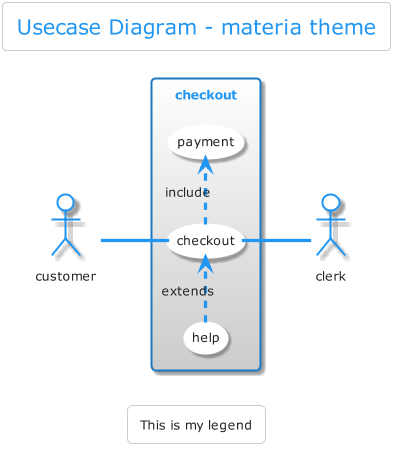 Usecase Diagram - materia theme
checkout
payment
include
customer
checkout
clerk
extends
help
This is my legend